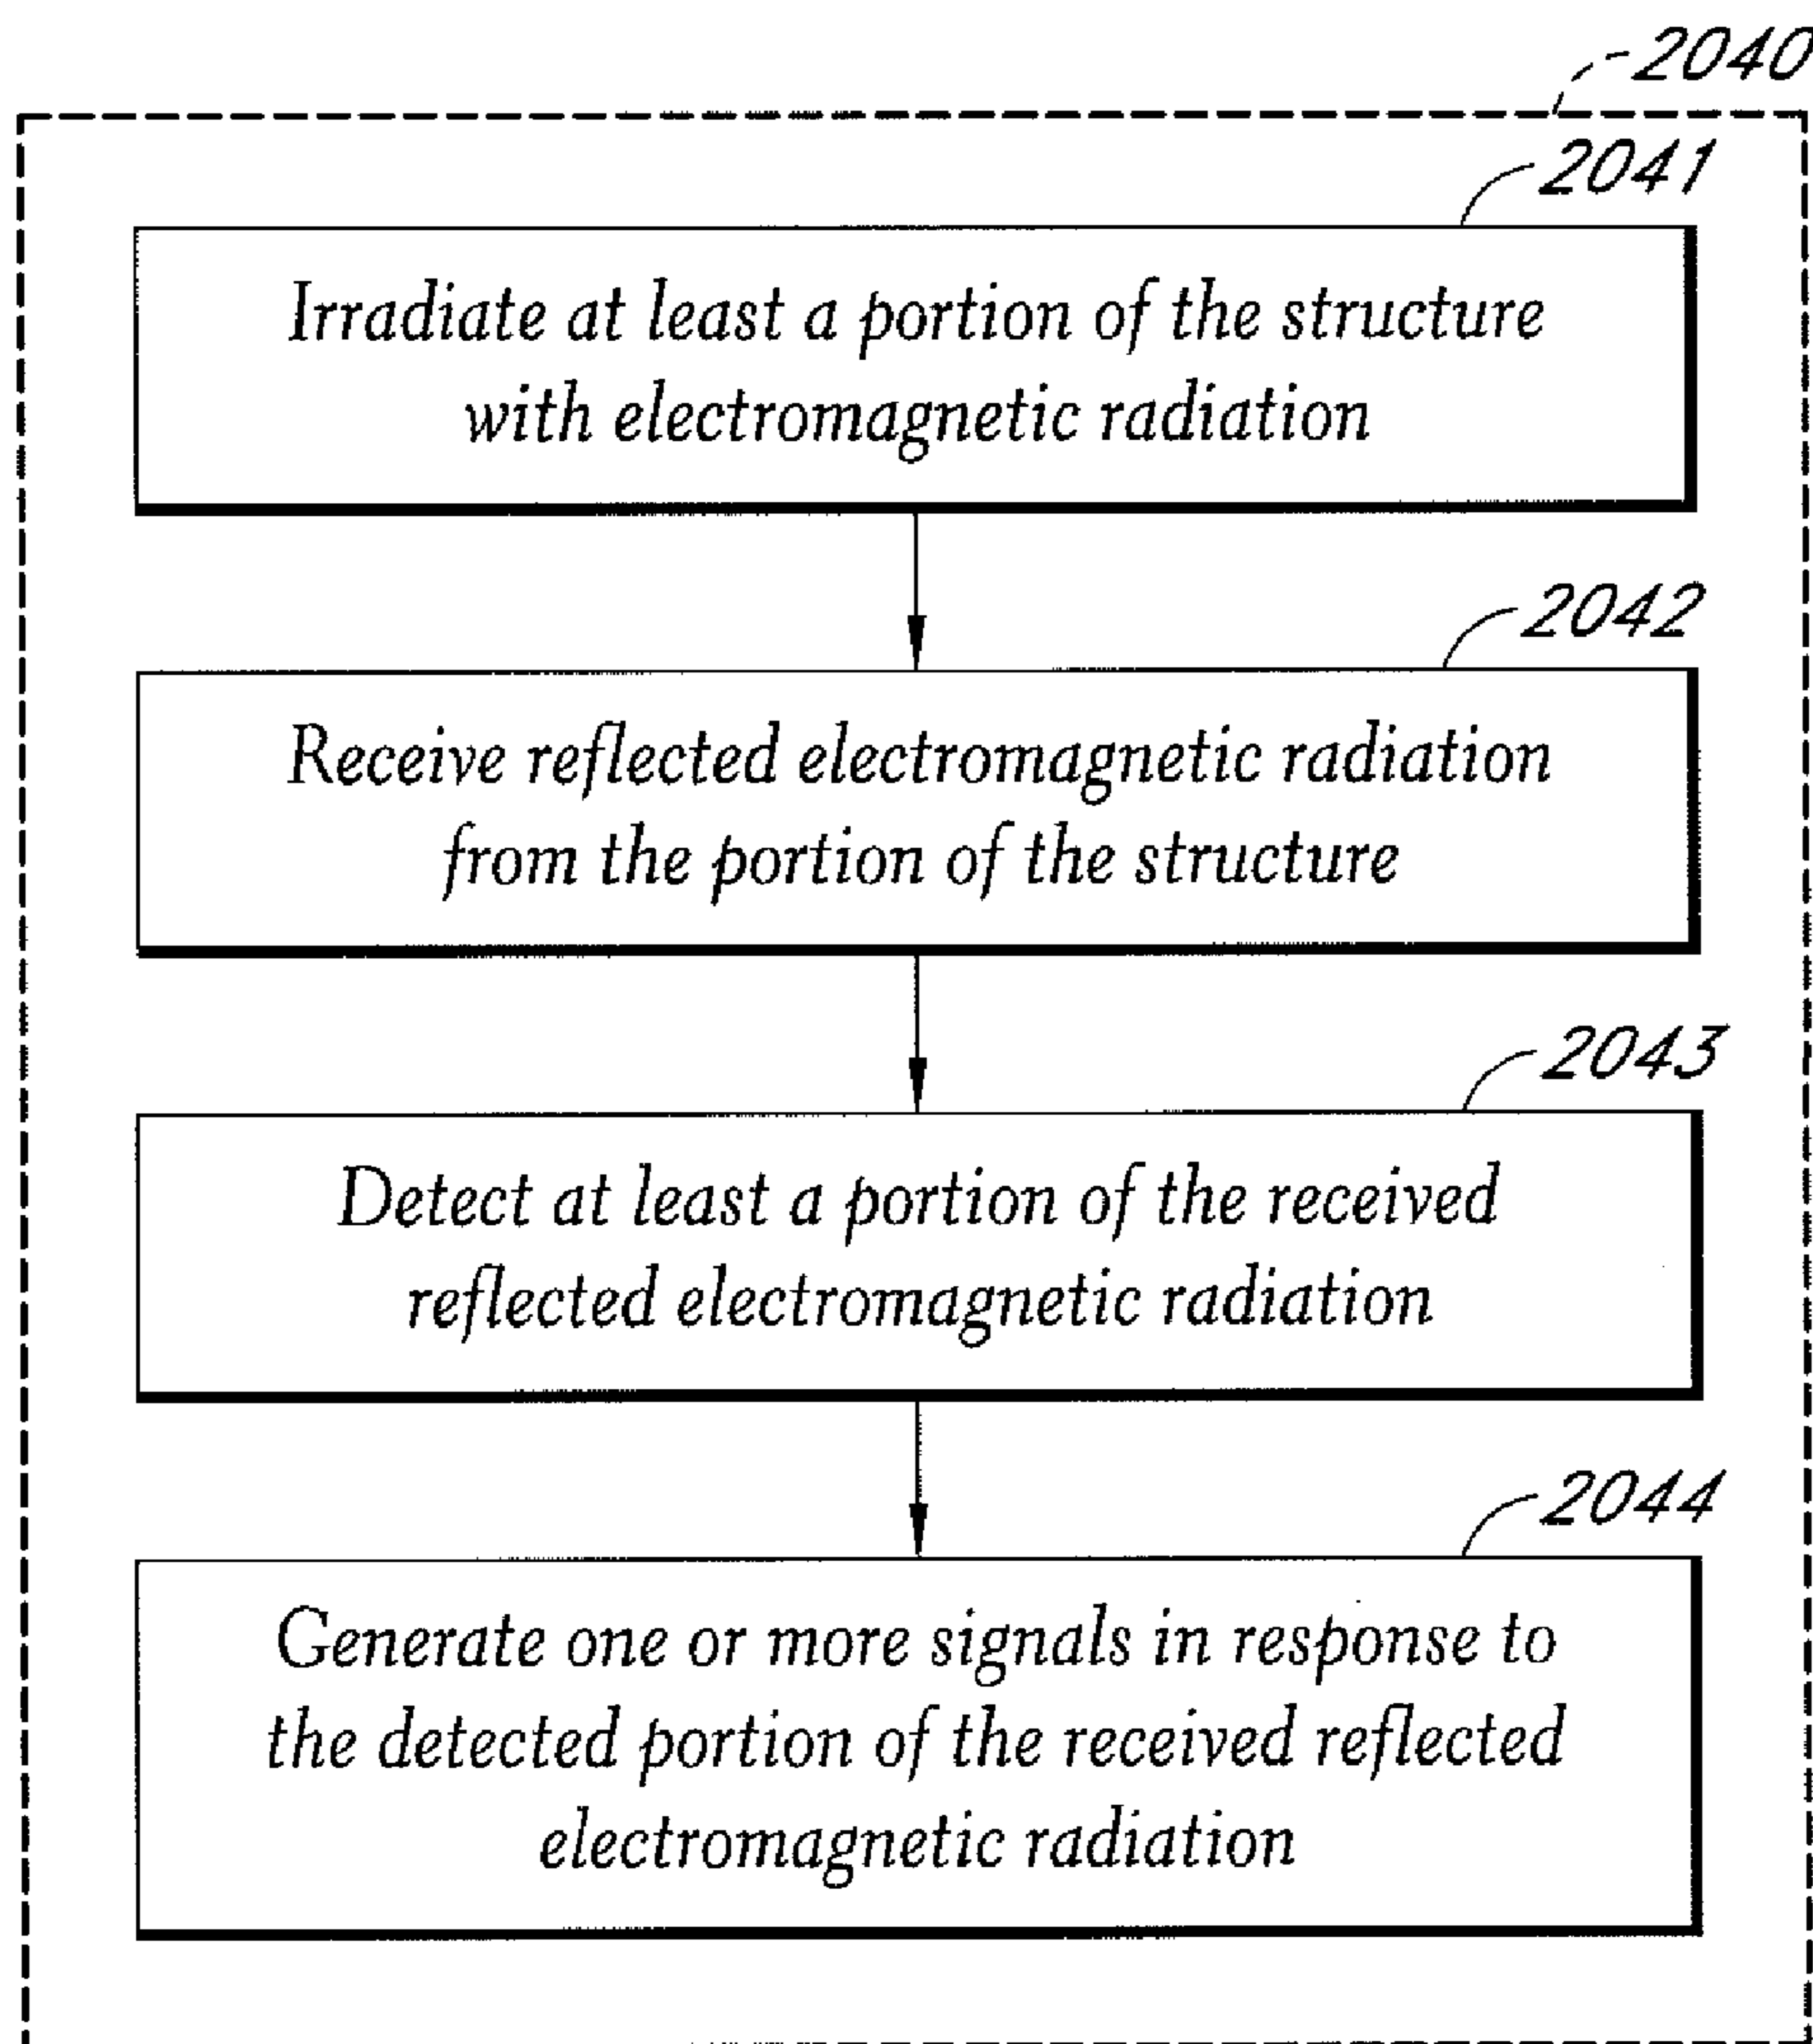 2040
2041
Irradiate at least a portion of the structure
with electromagnetic radiation
2042
Receive reflected electromagnetic radiation
from the portion of the structure
2043
Detect at least a portion of the received
reflected electromagnetic radiation
2044
Generate one or more signals in response to
the detected portion of the received reflected
electromagnetic radiation